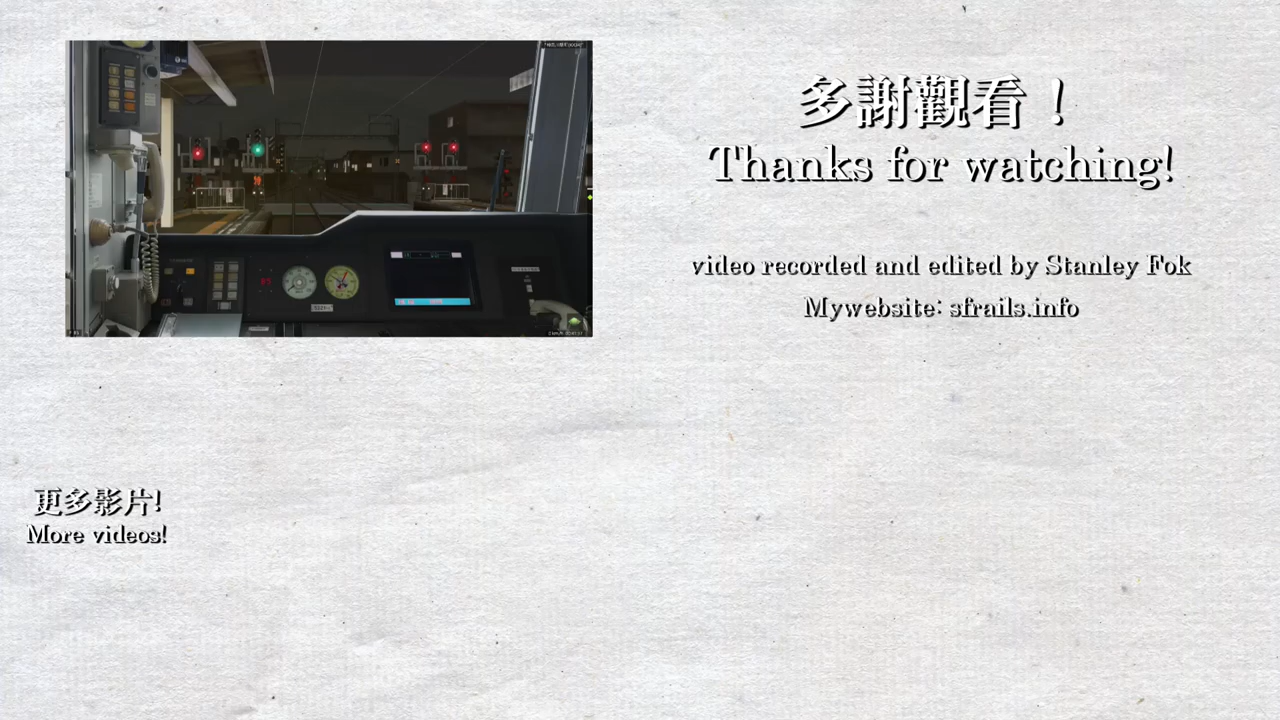 多謝觀看！
Thanks for watching!
video recorded and edited by Stanley Fok
Mywebsite: sfrails.info
更多影片!
More videos!